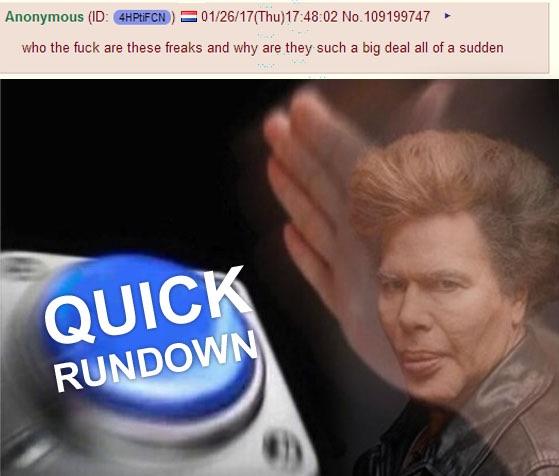 Anonymous (ID: 4HPtiFCN) 01/26/17(Thu)17:48:02 No.109199747
who the fuck are these freaks and why are they such a big deal all of a sudden
QUICK
RUNDOWN